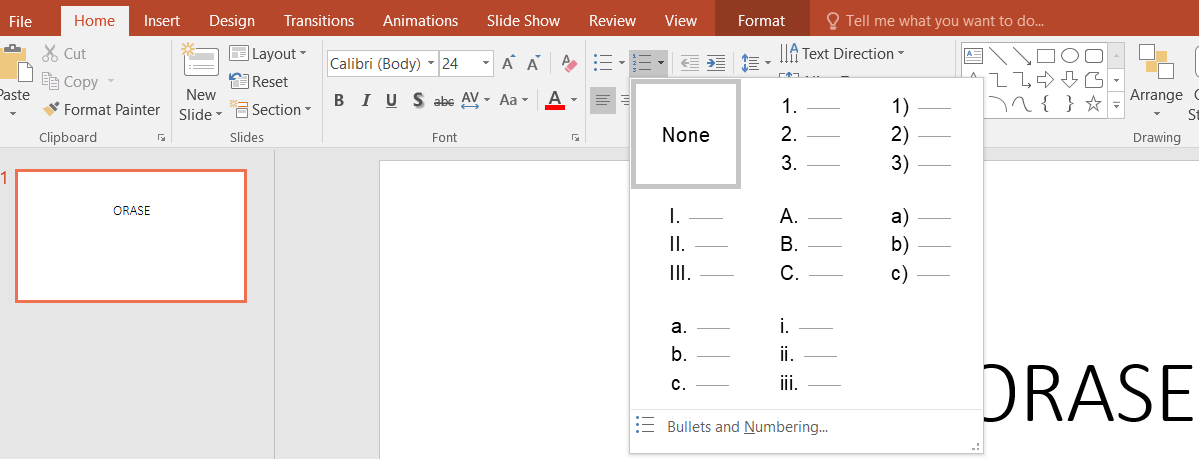 File Home Insert Design Transitions Animations Slide Show Review View Format Tell me what you want to do...
Cut
Copy
Format Painter
Clipboard
New
Slide
Layout
Reset
Section
Slides
Calibri (Body) 24
B I U S abc AV Aa A
Font
Text Direction
Arrange
Drawing
1
ORASE
None
1.
2.
3.
1)
2)
3)
I.
II.
III.
A.
B.
C.
a)
b)
c)
a.
b.
c.
i.
ii.
iii.
Bullets and Numbering...
ORASE